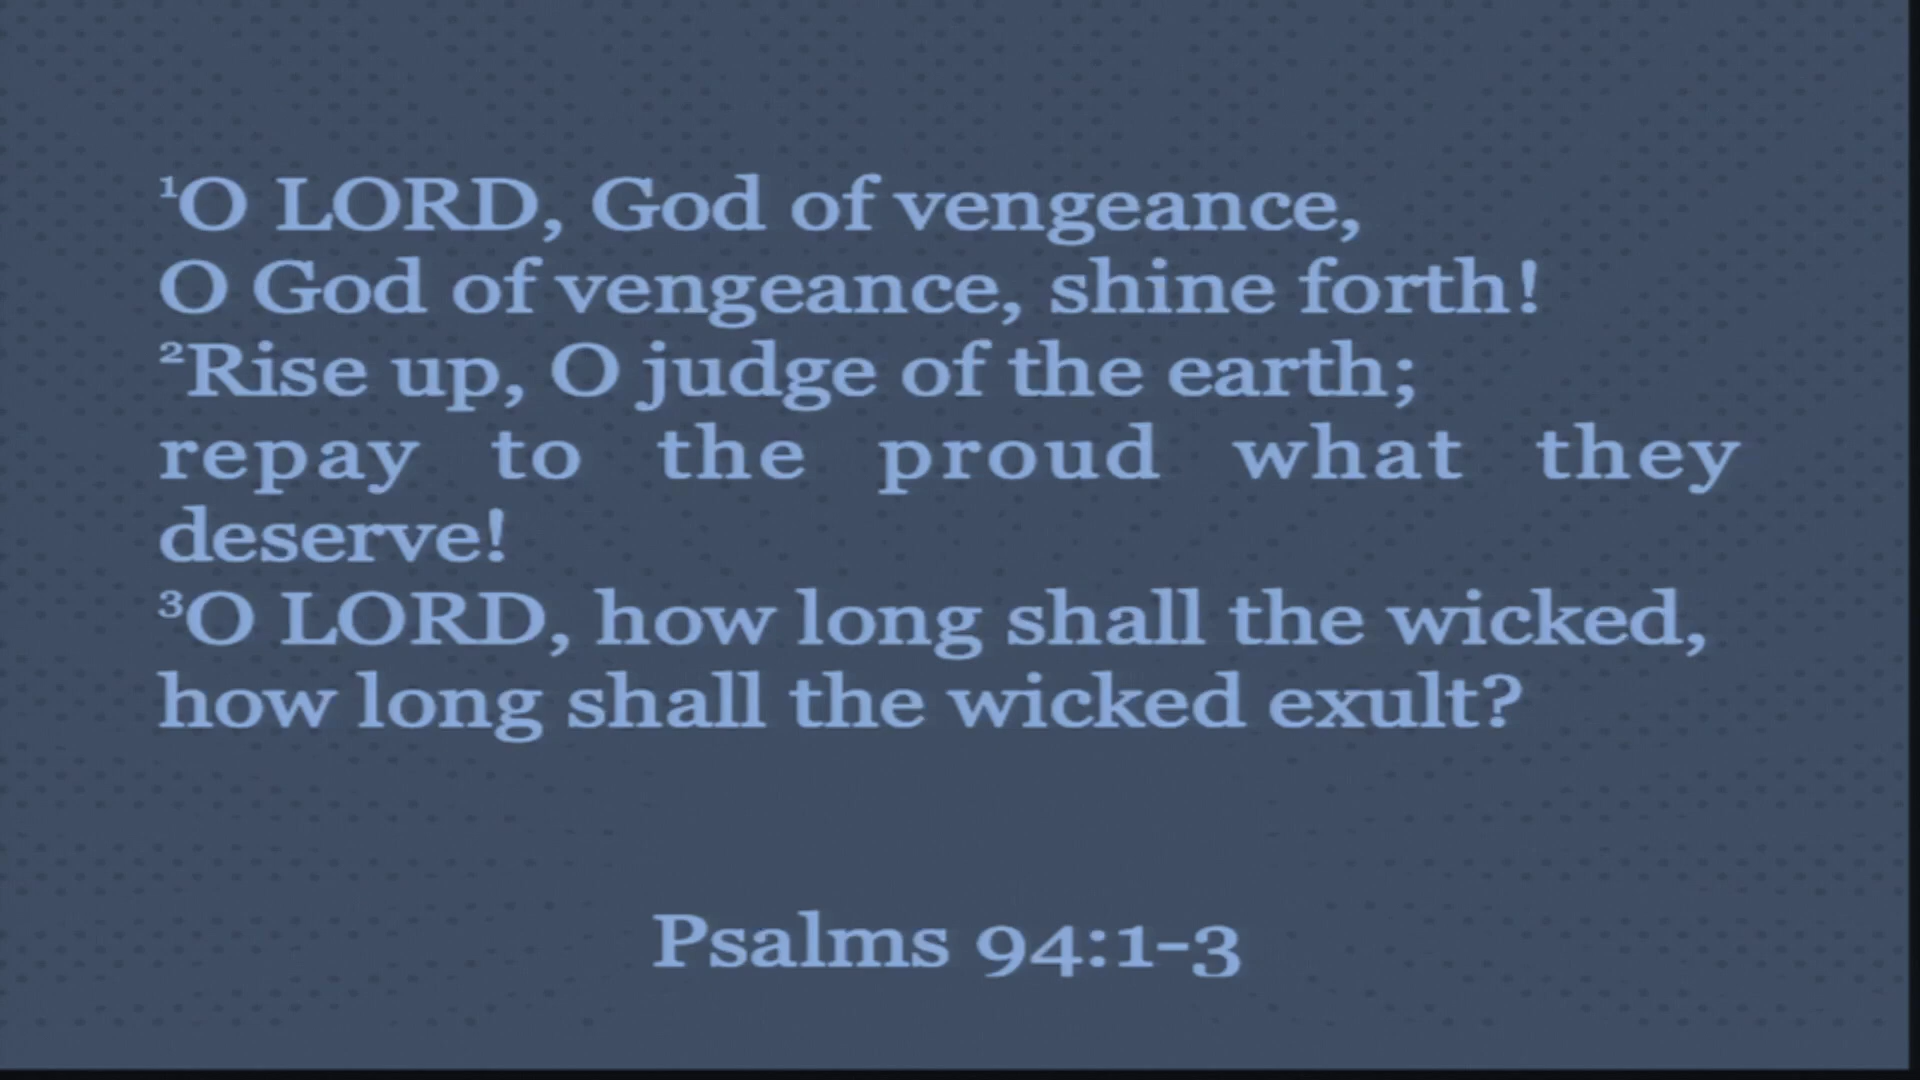 ¹O LORD, God of vengeance,
O God of vengeance, shine forth!
²Rise up, O judge of the earth;
repay to the proud what they
deserve!
³O LORD, how long shall the wicked,
how long shall the wicked exult?
Psalms 94:1-3